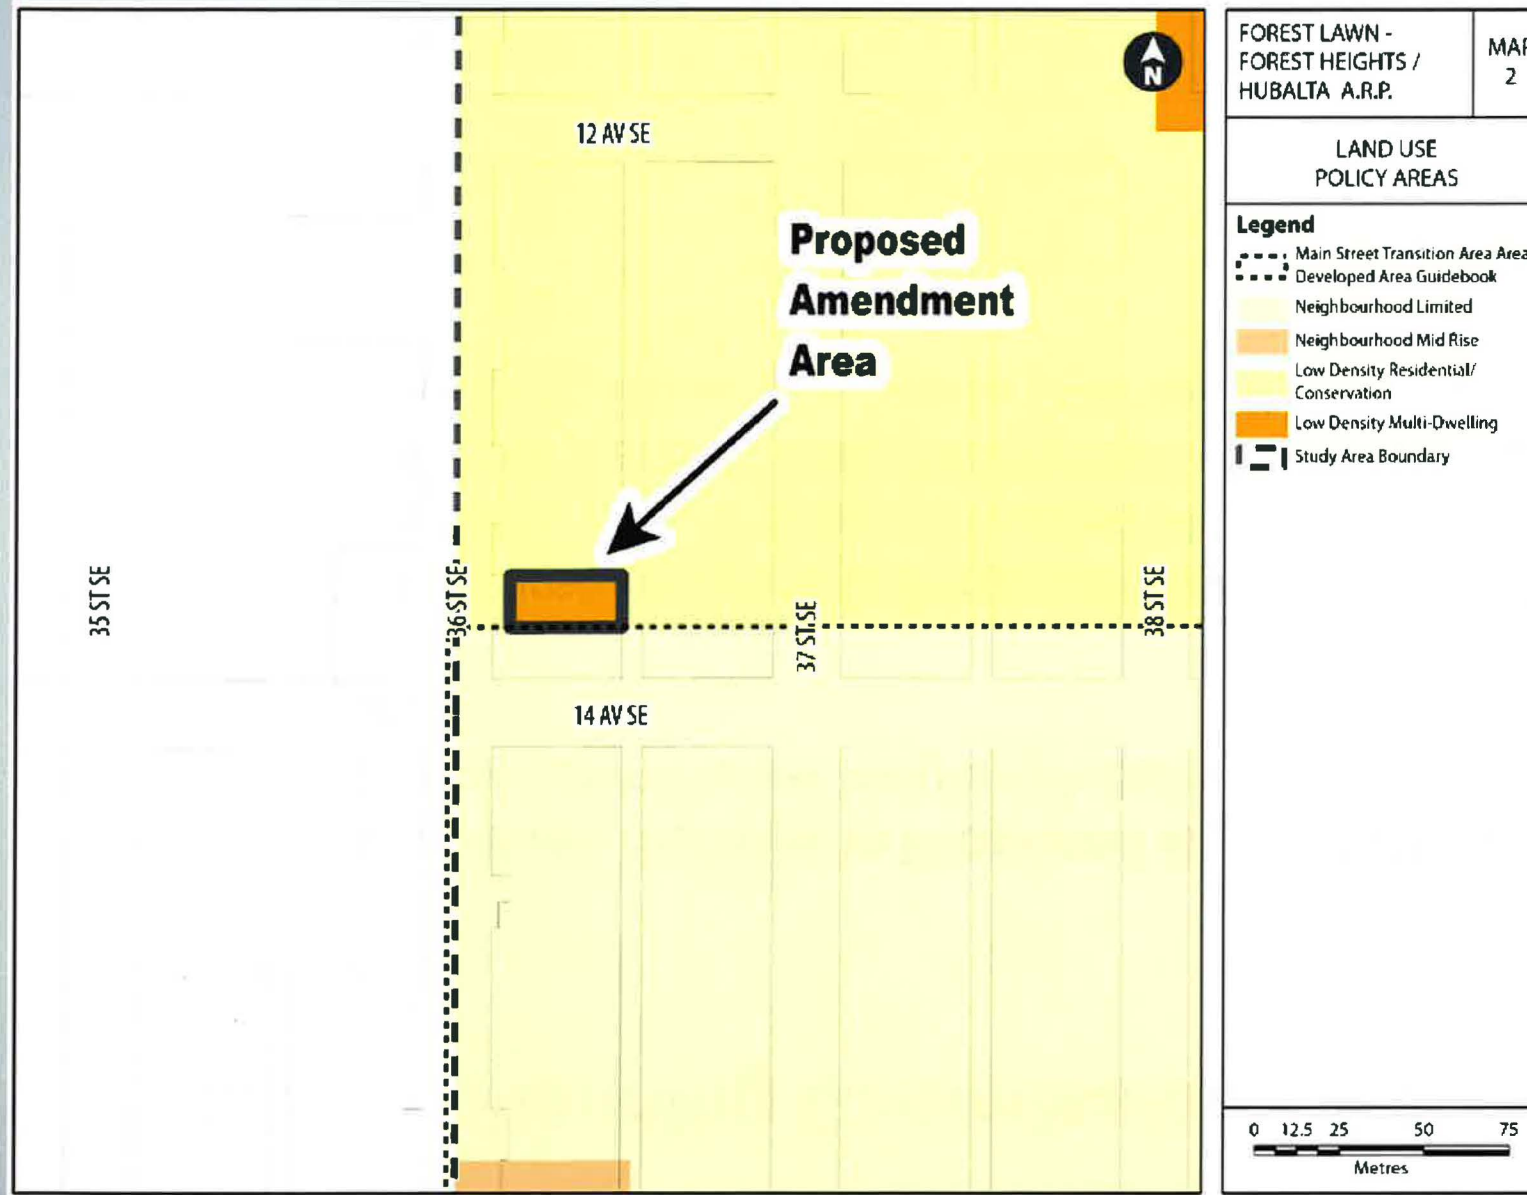 12 AV SE
N
Proposed
Amendment
Area
35 ST SE
36 ST SE
37 ST SE
38 ST SE
14 AV SE
FOREST LAWN -
FOREST HEIGHTS /
HUBALTA A.R.P.
MAP
2
LAND USE
POLICY AREAS
Legend
Main Street Transition Area Area
Developed Area Guidebook
Neighbourhood Limited
Neighbourhood Mid Rise
Low Density Residential/
Conservation
Low Density Multi-Dwelling
Study Area Boundary
0 12.5 25 50 75
Metres